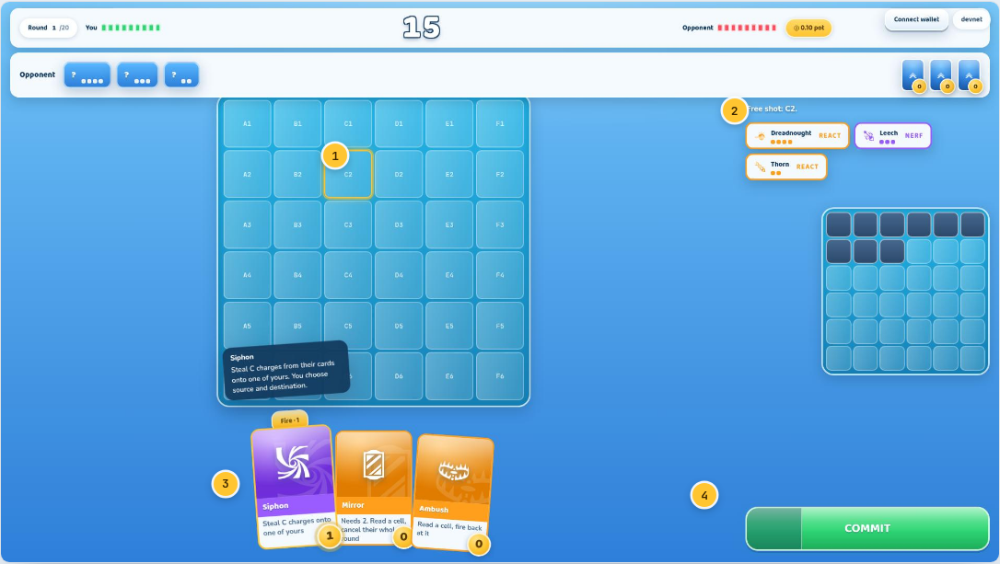 Round 1 /20
You
15
Opponent
0.10 pot
Connect wallet
devnet
Opponent
?
?
?
0
0
0
A1 B1 C1 D1 E1 F1
A2 B2 C2 D2 E2 F2
A3 B3 C3 D3 E3 F3
A4 B4 C4 D4 E4 F4
A5 B5 C5 D5 E5 F5
D6 E6 F6
1
2
Free shot: C2.
Dreadnought REACT
Leech NERF
Thorn REACT
Siphon
Steal C charges from their cards
onto one of yours. You choose
source and destination.
3
Fire·1
Siphon
Steal C charges onto
one of yours
1
Mirror
Needs 2. Read a cell,
cancel their whole
round
0
Ambush
Read a cell, fire back
at it
0
4
COMMIT